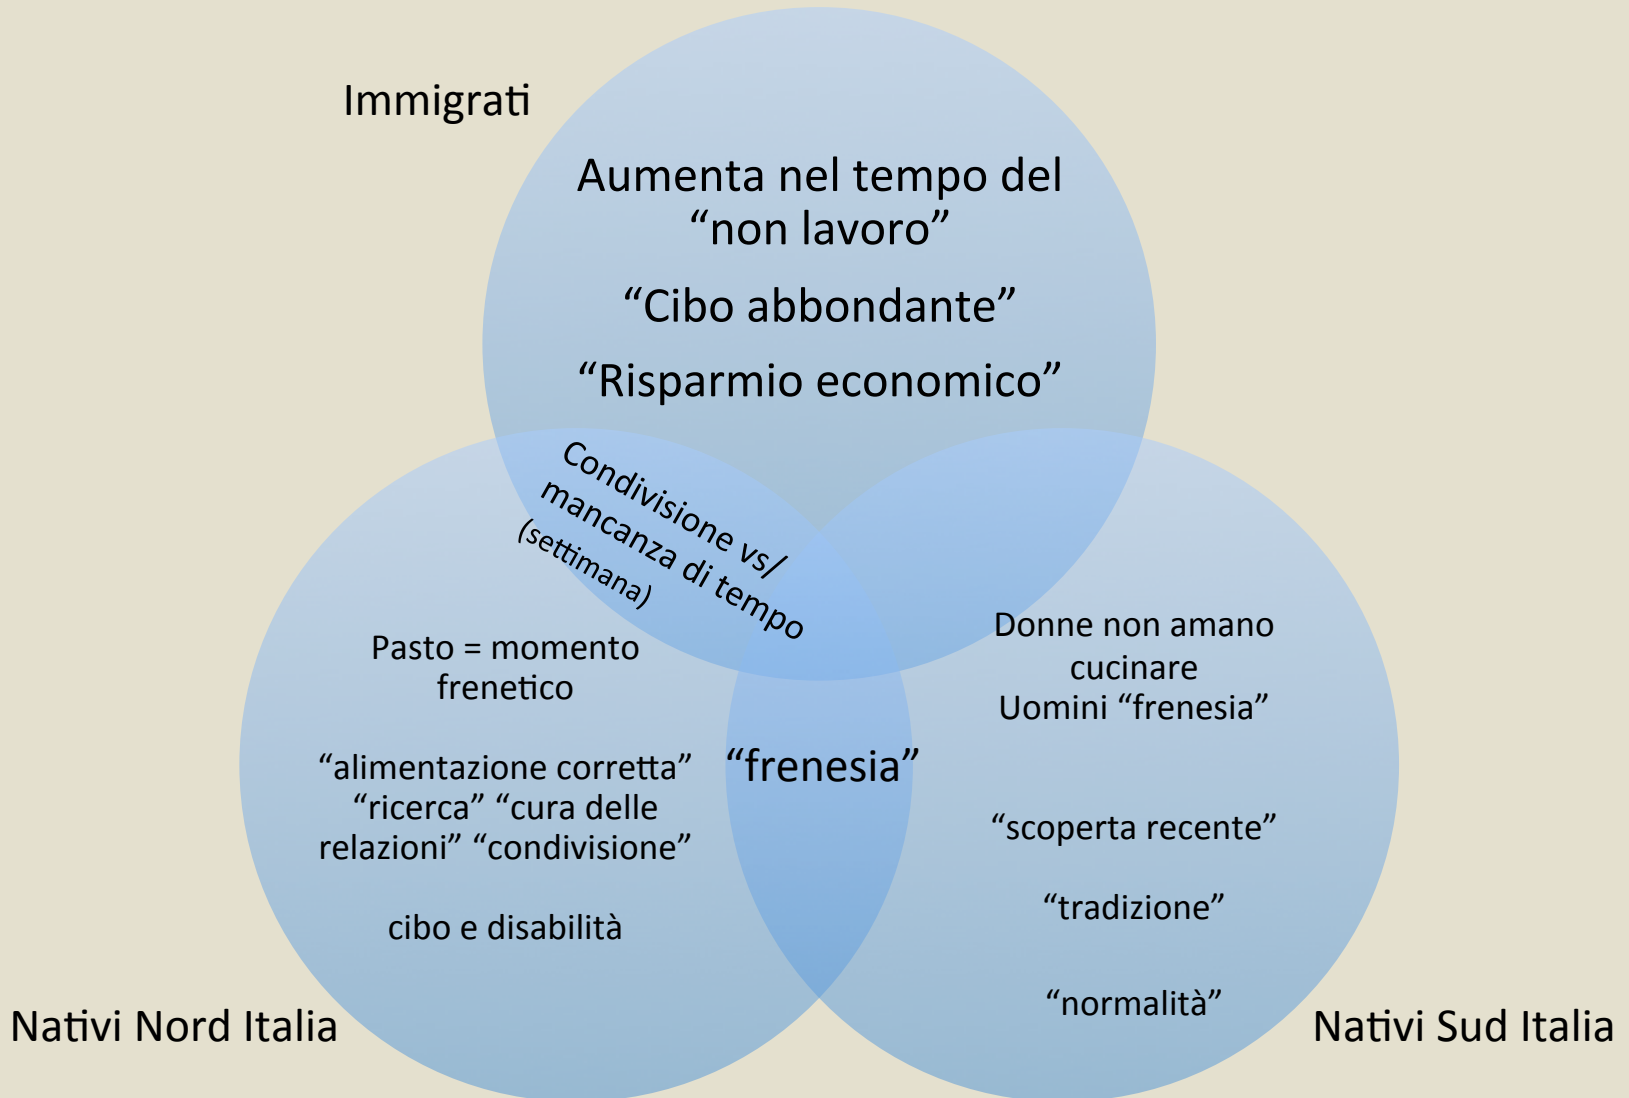 Immigrati
Aumenta nel tempo del
“non lavoro”
“Cibo abbondante”
“Risparmio economico”
Condivisione vs/
mancanza di tempo
(settimana)
Pasto = momento
frenetico
“alimentazione corretta”
“ricerca” “cura delle
relazioni” “condivisione”
cibo e disabilità
“frenesia”
Donne non amano
cucinare
Uomini “frenesia”
“scoperta recente”
“tradizione”
“normalità”
Nativi Nord Italia
Nativi Sud Italia